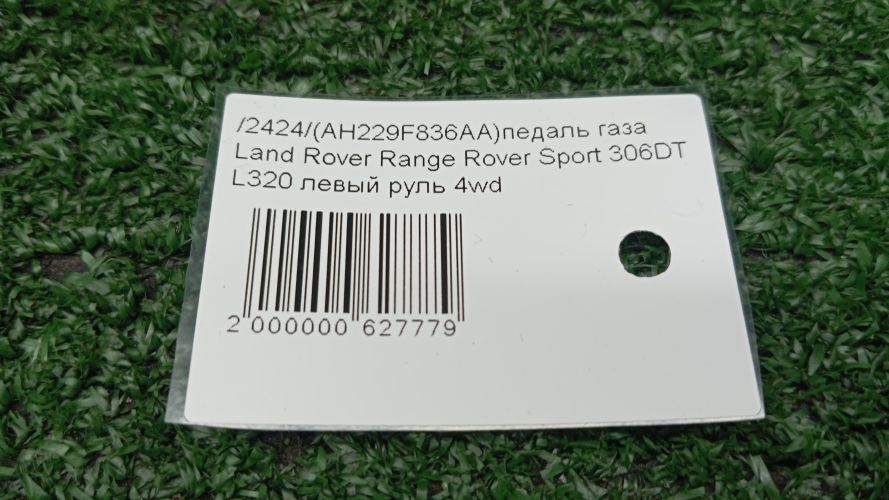 /2424/(AH229F836AA)педаль газа
Land Rover Range Rover Sport 306DT
L320 левый руль 4wd
2 000000 627779